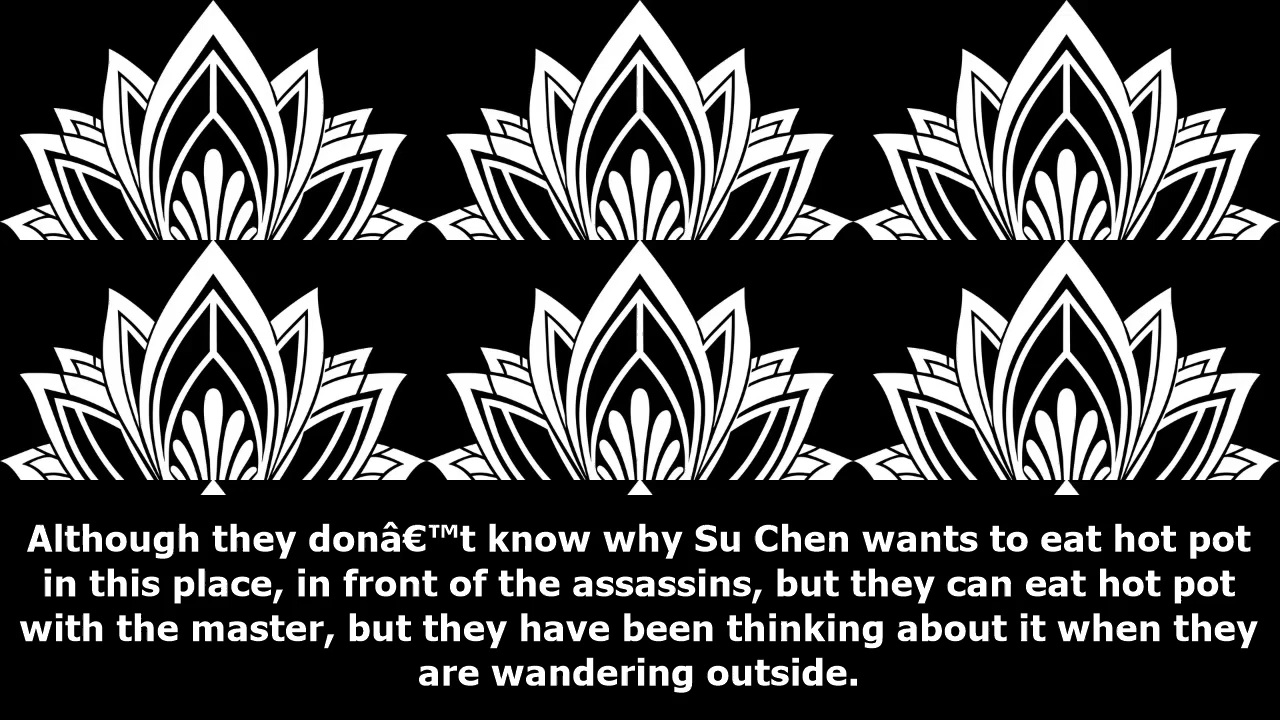 Although they donâ€™t know why Su Chen wants to eat hot pot
in this place, in front of the assassins, but they can eat hot pot
with the master, but they have been thinking about it when they
are wandering outside.